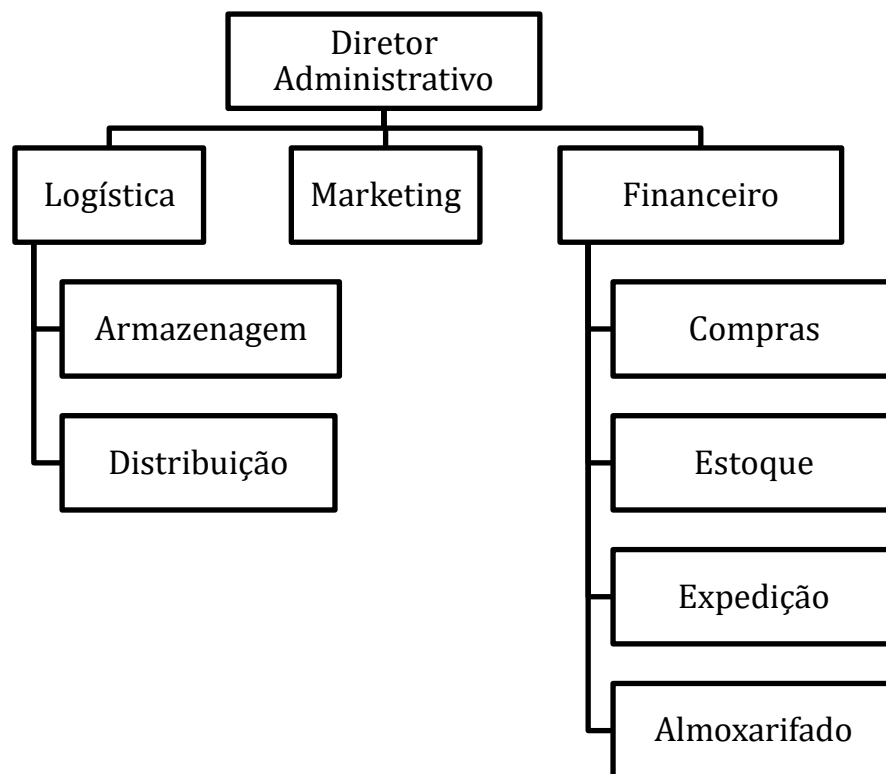 Diretor
Administrativo
Logística
Marketing
Financeiro
Armazenagem
Compras
Distribuição
Estoque
Expedição
Almoxarifado